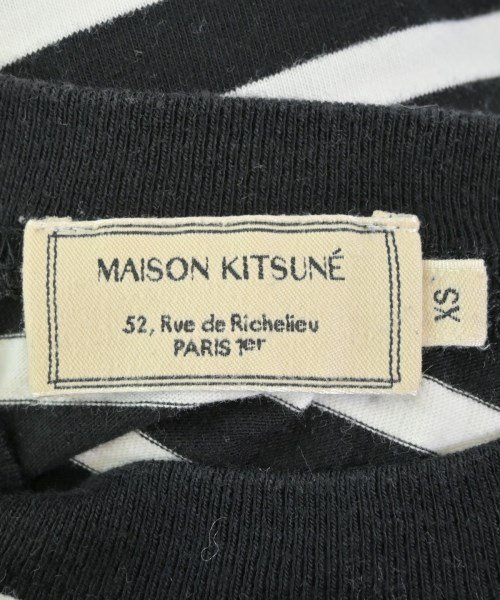 MAISON KITSUNÉ
52, Rue de Richelieu
PARIS 1er
XS